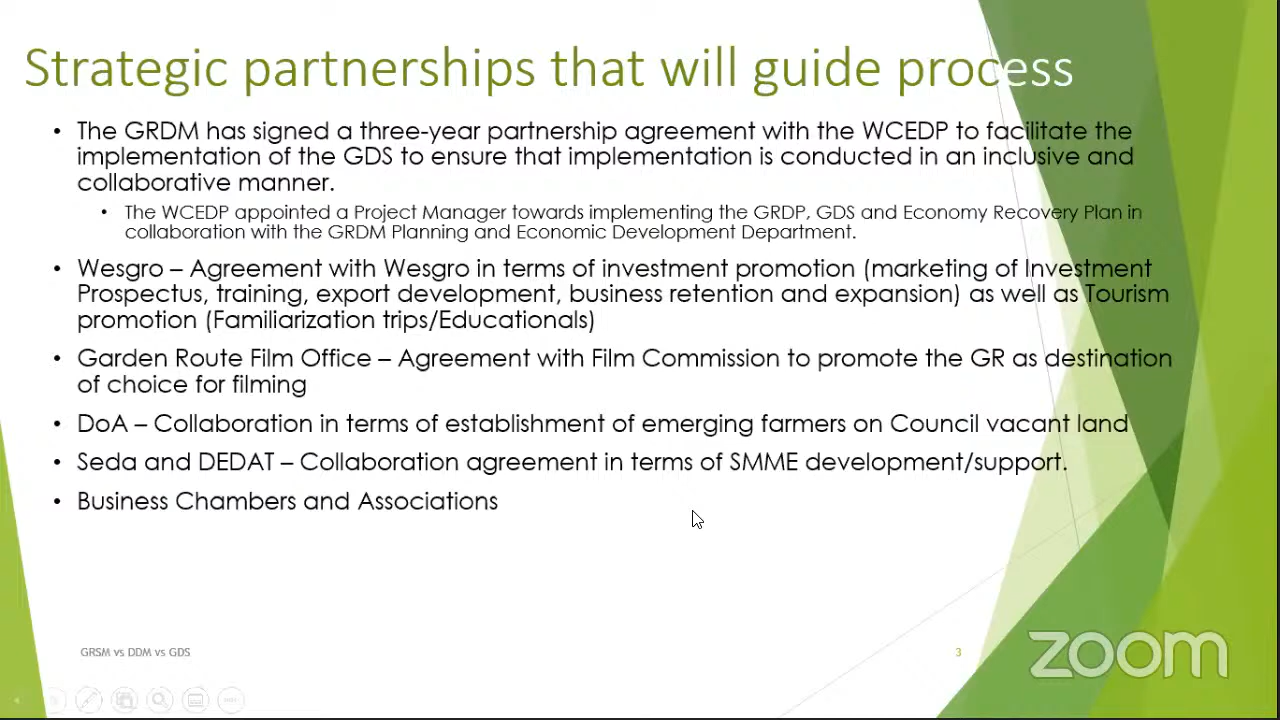 Strategic partnerships that will guide process
• The GRDM has signed a three-year partnership agreement with the WCEDP to facilitate the
implementation of the GDS to ensure that implementation is conducted in an inclusive and
collaborative manner.
• The WCEDP appointed a Project Manager towards implementing the GRDP, GDS and Economy Recovery Plan in
collaboration with the GRDM Planning and Economic Development Department.
• Wesgro – Agreement with Wesgro in terms of investment promotion (marketing of Investment
Prospectus, training, export development, business retention and expansion) as well as Tourism
promotion (Familiarization trips/Educationals)
• Garden Route Film Office – Agreement with Film Commission to promote the GR as destination
of choice for filming
• DoA – Collaboration in terms of establishment of emerging farmers on Council vacant land
• Seda and DEDAT – Collaboration agreement in terms of SMME development/support.
• Business Chambers and Associations
GRSM vs DDM vs GDS
3
zoom